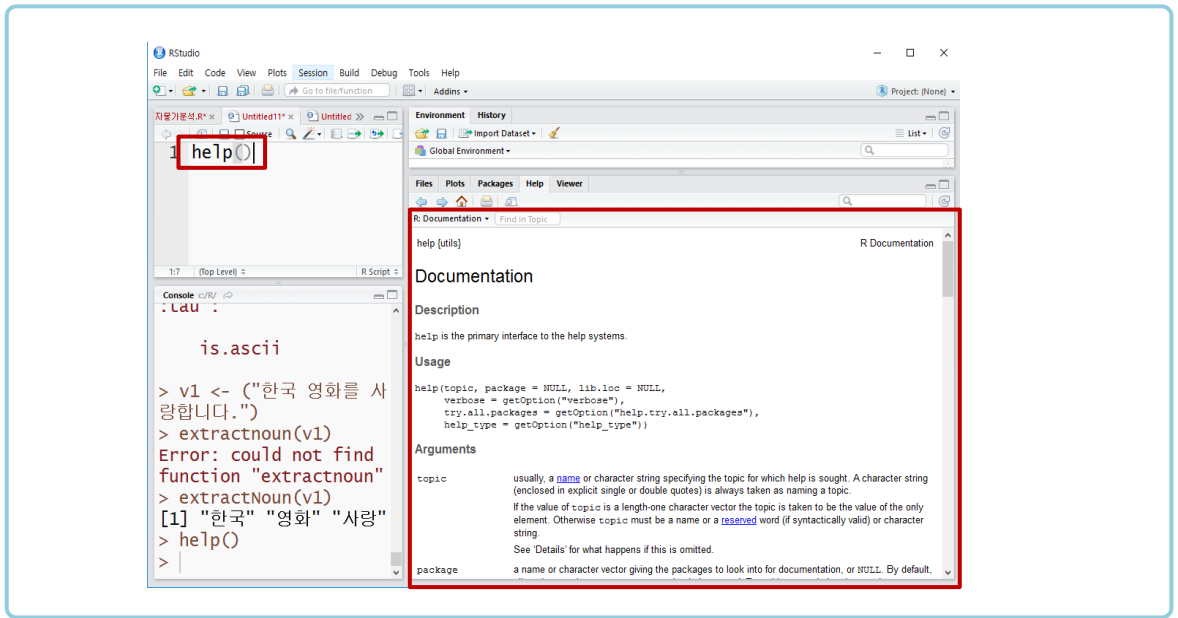 RStudio
File Edit Code View Plots Session Build Debug Tools Help
Go to file/function Addins Project: (None)
Untitled11* Untitled
Source
1 help()
1:7 (Top Level) R Script
Console c:/R/
is.ascii
> v1 <- ("한국 영화를 사
랑합니다.")
> extractnoun(v1)
Error: could not find
function "extractnoun"
> extractNoun(v1)
[1] "한국" "영화" "사랑"
> help()
>
Environment History
Import Dataset List
Global Environment
Files Plots Packages Help Viewer
R: Documentation Find in Topic
help {utils} R Documentation
Documentation
Description
help is the primary interface to the help systems.
Usage
help(topic, package = NULL, lib.loc = NULL,
verbose = getOption("verbose"),
try.all.packages = getOption("help.try.all.packages"),
help_type = getOption("help_type"))
Arguments
topic usually, a name or character string specifying the topic for which help is sought. A character string
(enclosed in explicit single or double quotes) is always taken as naming a topic.
If the value of topic is a length-one character vector the topic is taken to be the value of the only
element. Otherwise topic must be a name or a reserved word (if syntactically valid) or character
string.
See 'Details' for what happens if this is omitted.
package a name or character vector giving the packages to look into for documentation, or NULL. By default,